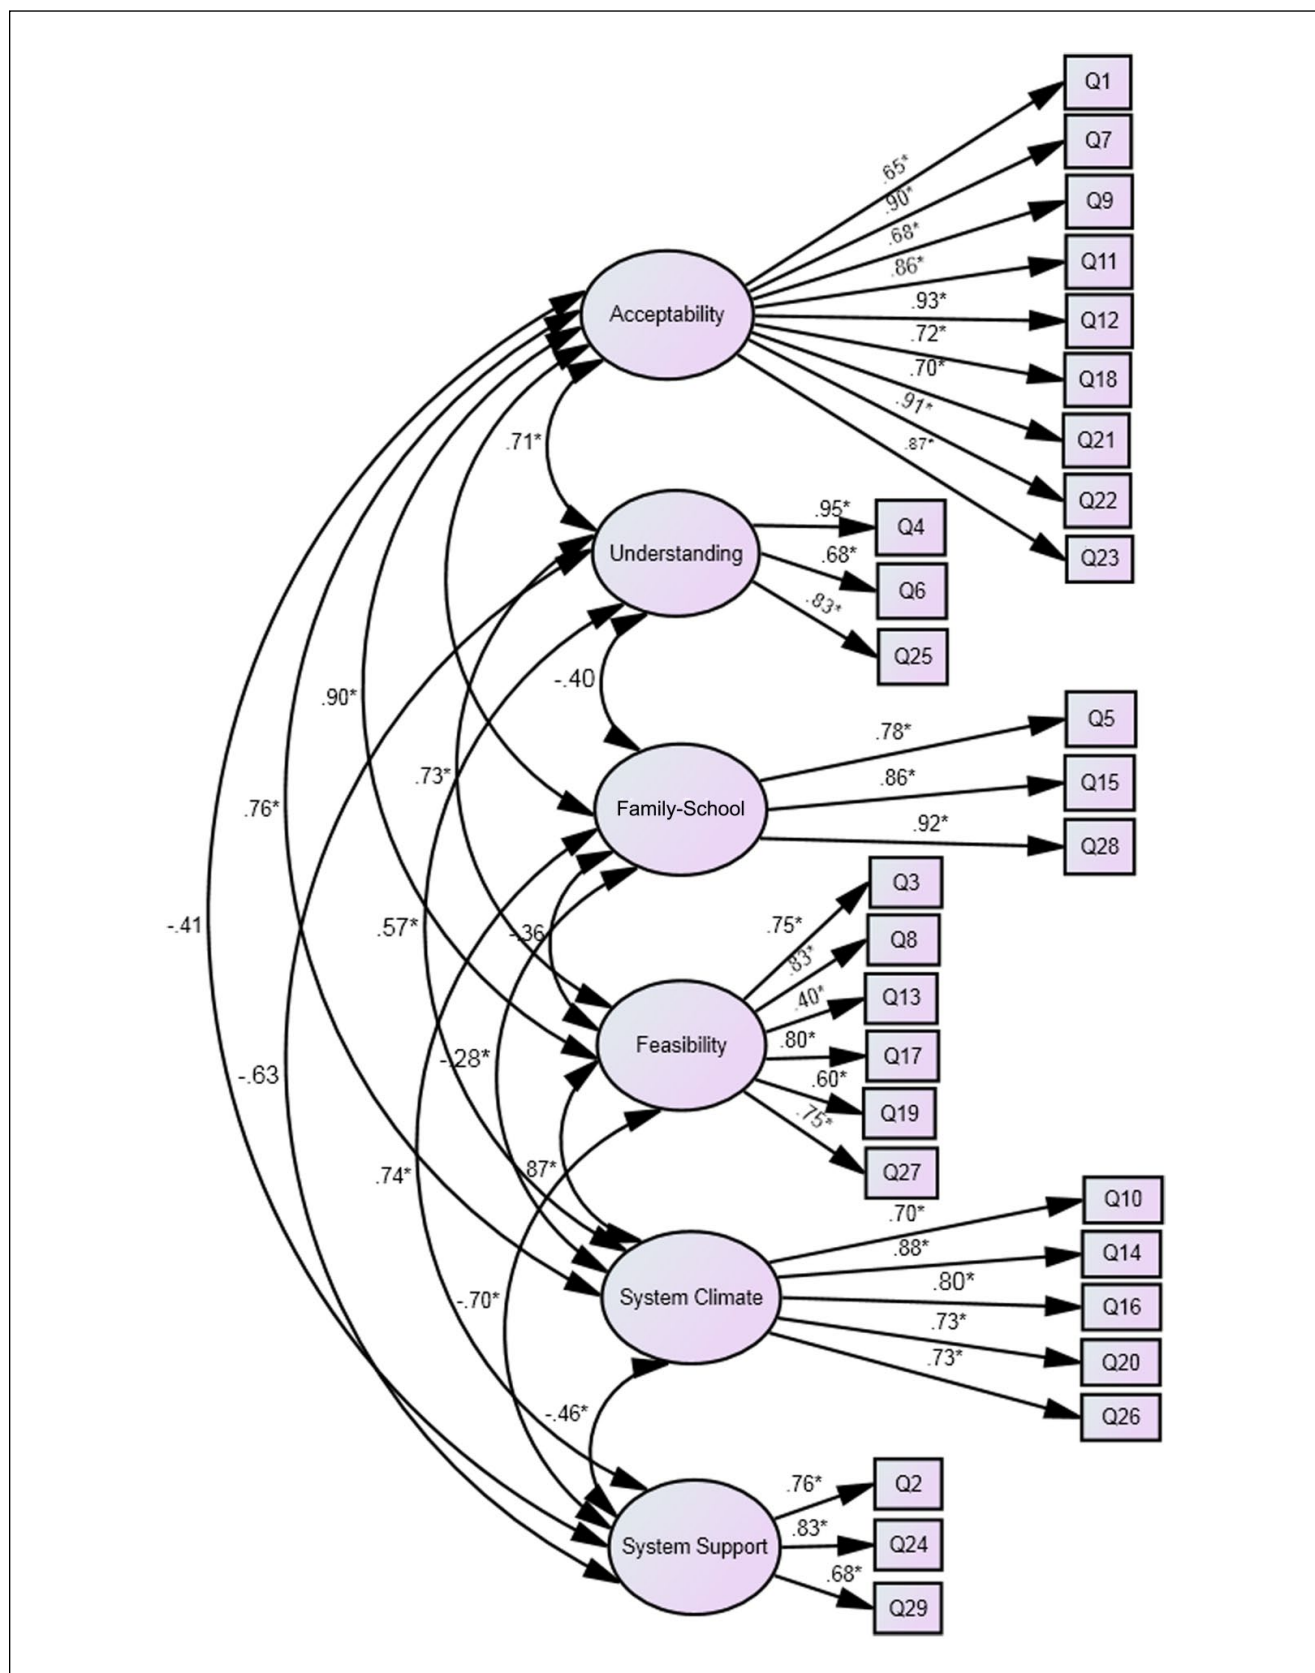 Q1
Q7
Q9
Q11
Q12
Q18
Q21
Q22
Q23
.65*
.90*
.68*
.86*
.93*
.72*
.70*
.91*
.87*
Acceptability
.71*
Understanding
.95*
.68*
.83*
Q4
Q6
Q25
-.40
.90*
.73*
.76*
Family-School
.78*
.86*
.92*
Q5
Q15
Q28
-.41
.57*
-.36
Feasibility
.75*
.83*
.40*
.80*
.60*
.75*
Q3
Q8
Q13
Q17
Q19
Q27
-.63
-.28*
.74*
.87*
-.70*
System Climate
.70*
.88*
.80*
.73*
.73*
Q10
Q14
Q16
Q20
Q26
-.46*
System Support
.76*
.83*
.68*
Q2
Q24
Q29